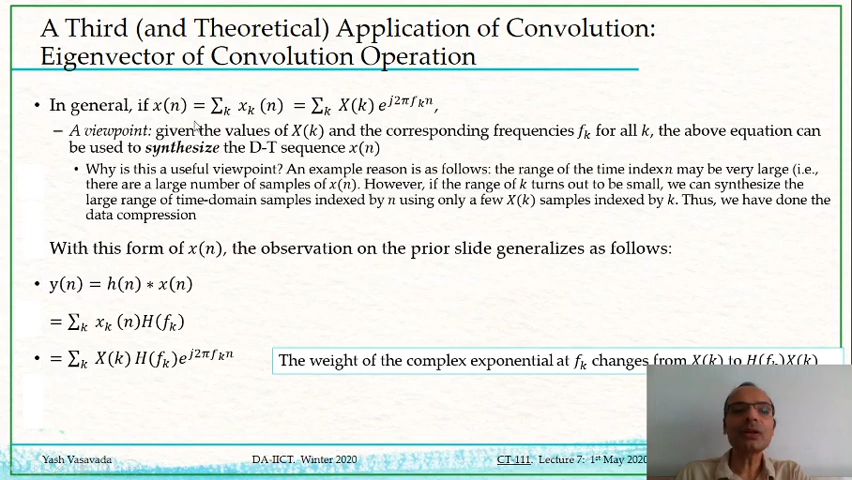 A Third (and Theoretical) Application of Convolution:
Eigenvector of Convolution Operation
• In general, if x(n) = ∑ₖ xₖ (n) = ∑ₖ X(k) e^{j2πfₖn},
– A viewpoint: given the values of X(k) and the corresponding frequencies fₖ for all k, the above equation can
be used to synthesize the D-T sequence x(n)
• Why is this a useful viewpoint? An example reason is as follows: the range of the time index n may be very large (i.e.,
there are a large number of samples of x(n). However, if the range of k turns out to be small, we can synthesize the
large range of time-domain samples indexed by n using only a few X(k) samples indexed by k. Thus, we have done the
data compression
With this form of x(n), the observation on the prior slide generalizes as follows:
• y(n) = h(n) ∗ x(n)
= ∑ₖ xₖ (n)H(fₖ)
• = ∑ₖ X(k) H(fₖ)e^{j2πfₖn}
The weight of the complex exponential at fₖ changes from X(k) to H(fₖ)X(k)
Yash Vasavada DA-IICT. Winter 2020 CT-111. Lecture 7: 1st May 2020